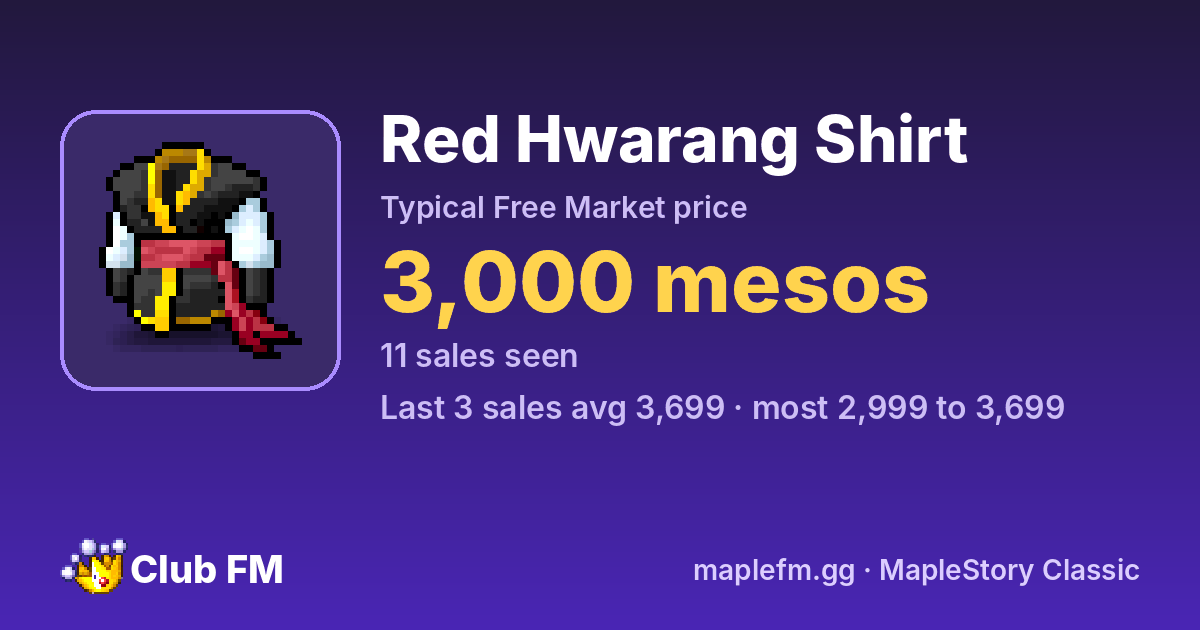 Red Hwarang Shirt
Typical Free Market price
3,000 mesos
11 sales seen
Last 3 sales avg 3,699 · most 2,999 to 3,699
Club FM
maplefm.gg · MapleStory Classic